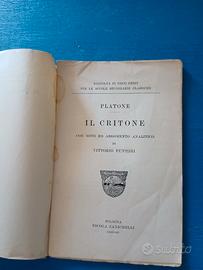 RACCOLTA DI TESTI GRECI
PER LE SCUOLE SECONDARIE CLASSICHE
PLATONE
IL CRITONE
CON NOTE ED ARGOMENTO ANALITICO
DI
VITTORIO PUNTONI
BOLOGNA
NICOLA ZANICHELLI
subito